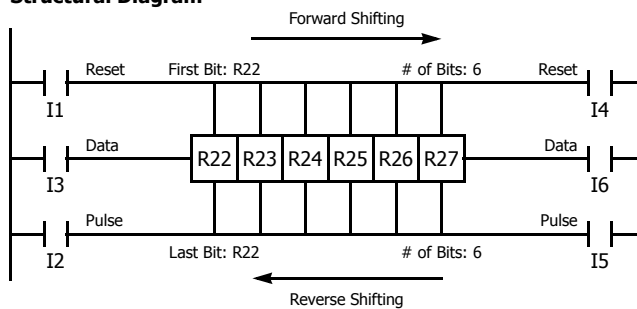 Structural Diagram
Forward Shifting
Reset First Bit: R22 # of Bits: 6 Reset
I1 I4
Data Data
R22 R23 R24 R25 R26 R27
I3 I6
Pulse Pulse
I2 Last Bit: R22 # of Bits: 6 I5
Reverse Shifting